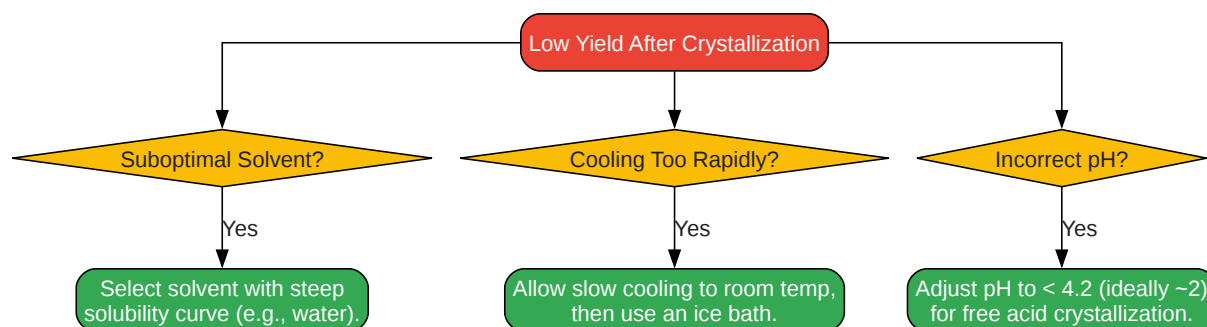 Low Yield After Crystallization
Suboptimal Solvent?
Cooling Too Rapidly?
Incorrect pH?
Yes
Yes
Yes
Select solvent with steep
solubility curve (e.g., water).
Allow slow cooling to room temp,
then use an ice bath.
Adjust pH to < 4.2 (ideally ~2)
for free acid crystallization.